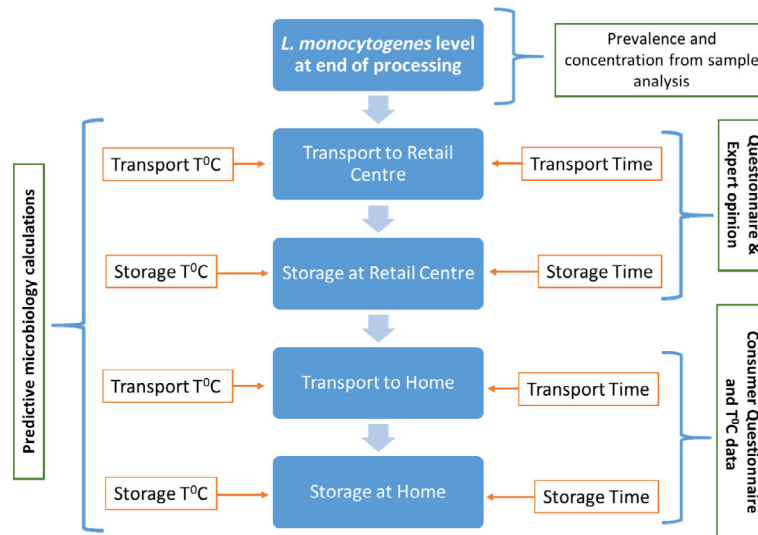 L. monocytogenes level
at end of processing
Prevalence and
concentration from sample
analysis
Transport T⁰C
Transport to Retail
Centre
Transport Time
Questionnaire &
Expert opinion
Storage T⁰C
Storage at Retail Centre
Storage Time
Predictive microbiology calculations
Transport T⁰C
Transport to Home
Transport Time
Consumer Questionnaire
and T⁰C data
Storage T⁰C
Storage at Home
Storage Time